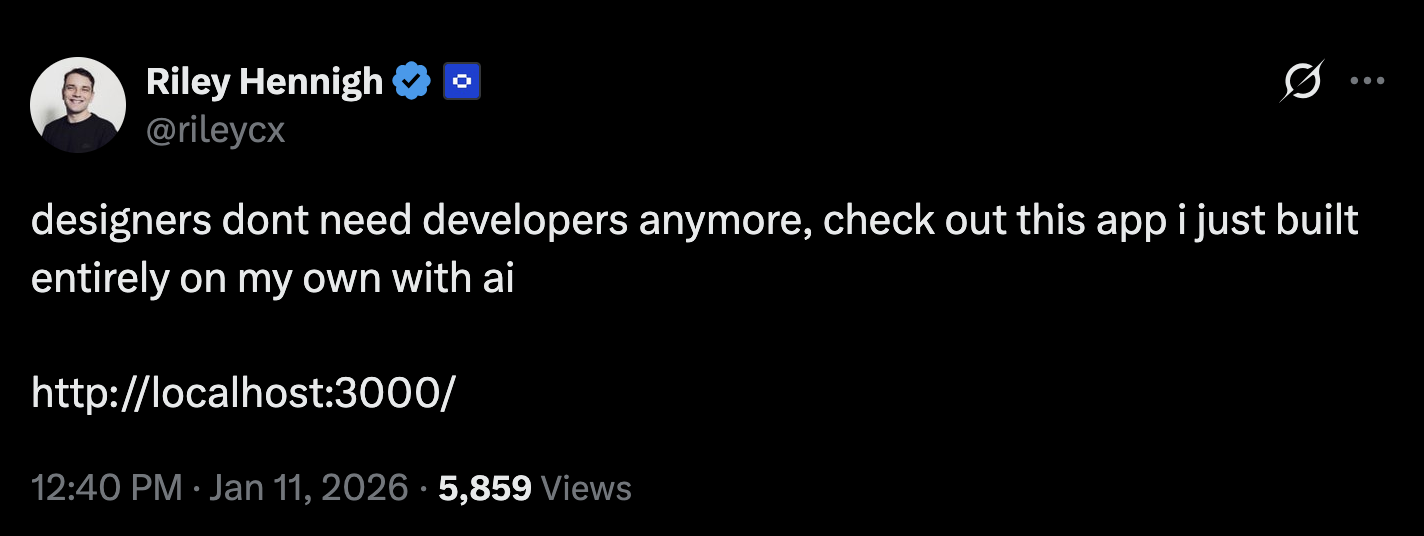 Riley Hennigh
@rileycx
designers dont need developers anymore, check out this app i just built
entirely on my own with ai
http://localhost:3000/
12:40 PM · Jan 11, 2026 · 5,859 Views